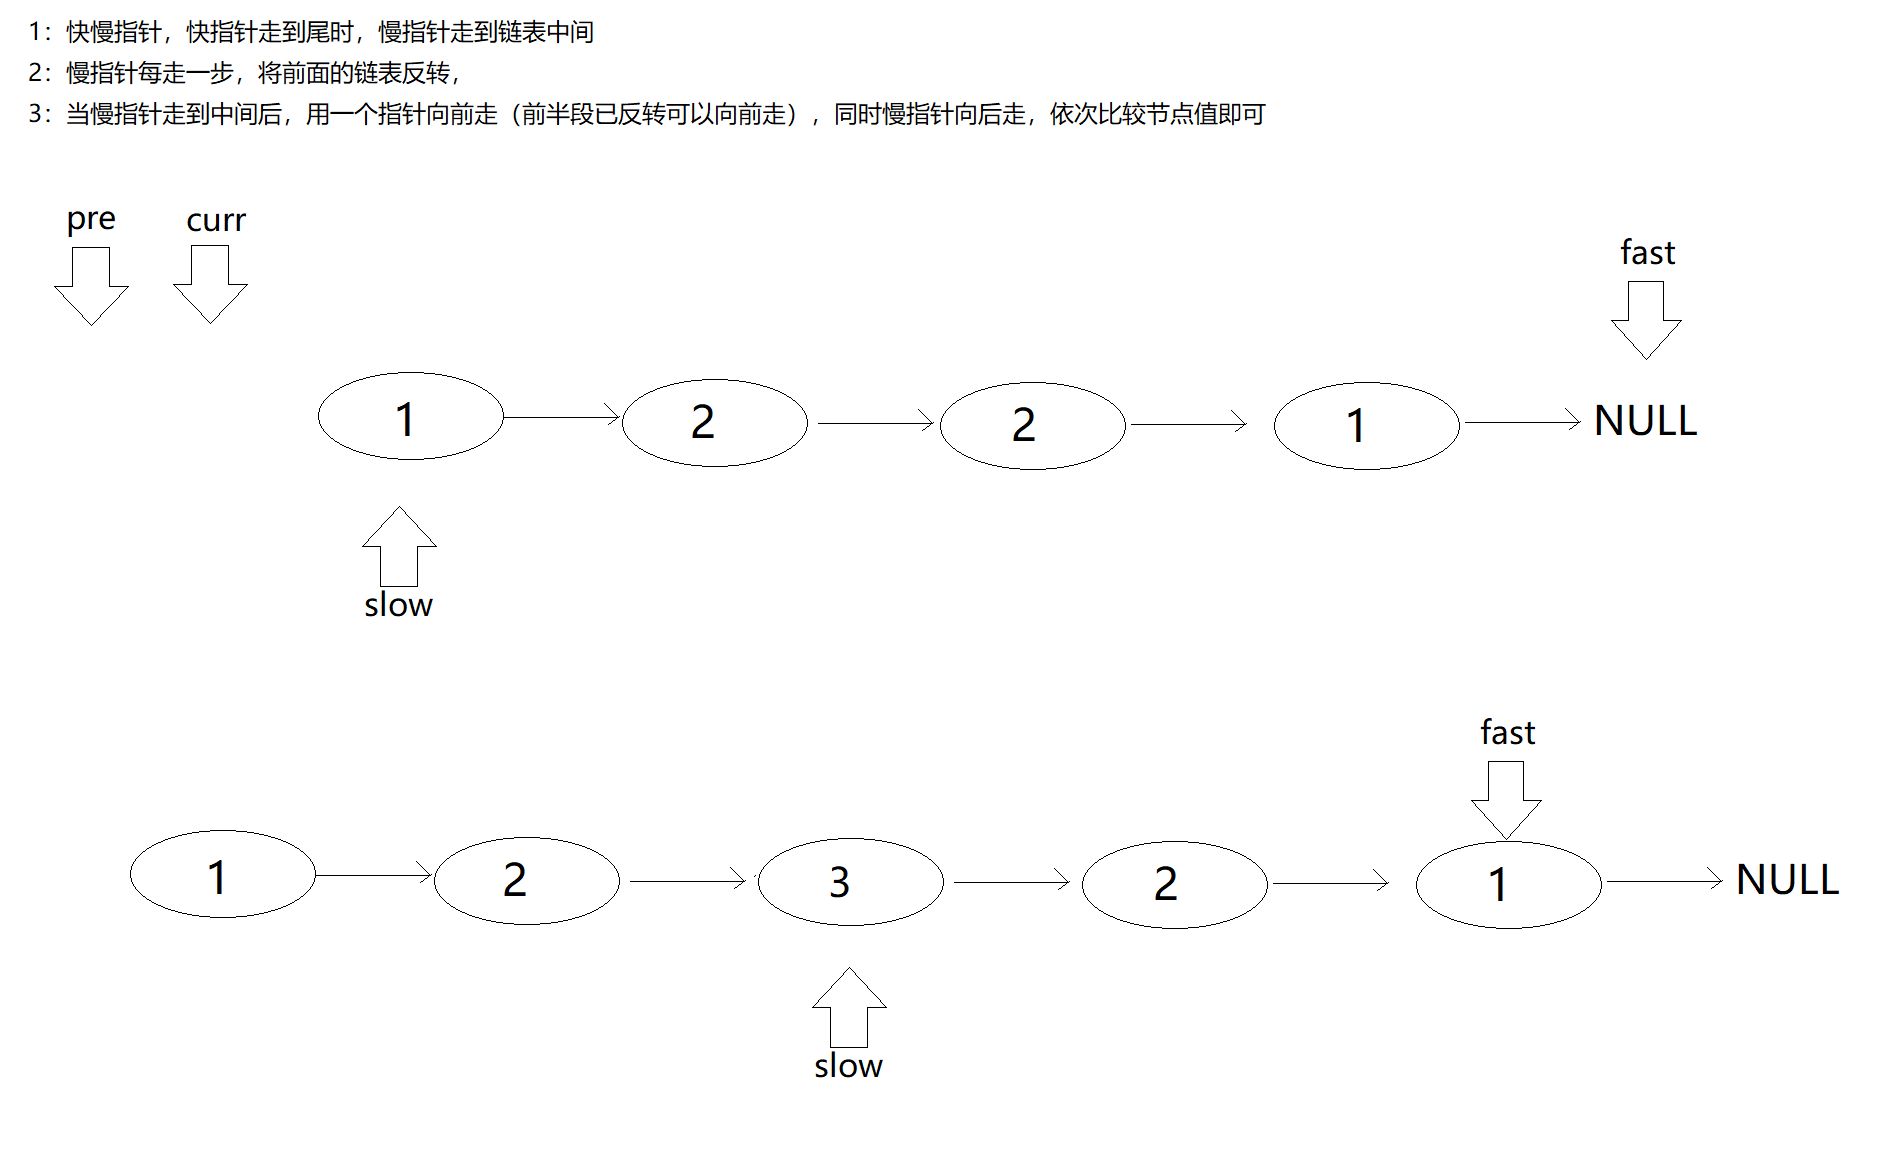 1：快慢指针，快指针走到尾时，慢指针走到链表中间
2：慢指针每走一步，将前面的链表反转，
3：当慢指针走到中间后，用一个指针向前走（前半段已反转可以向前走），同时慢指针向后走，依次比较节点值即可
pre curr
fast
1 2 2 1 NULL
slow
fast
1 2 3 2 1 NULL
slow